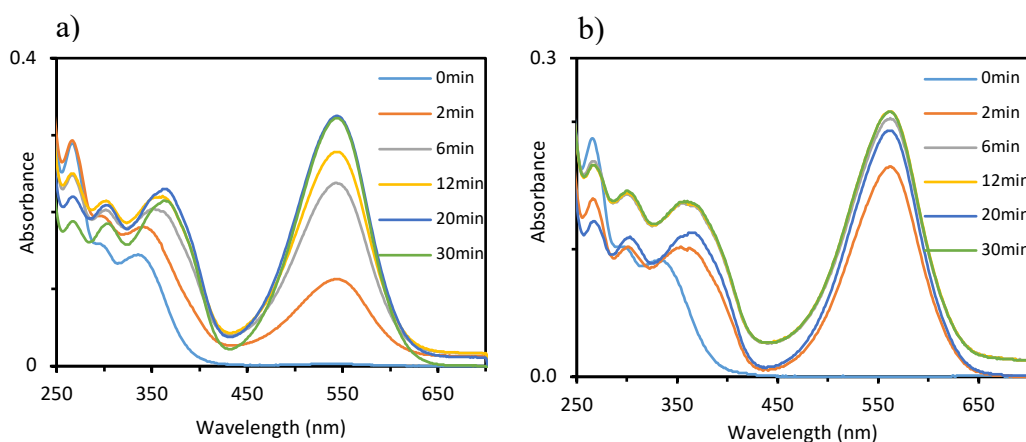 a)
0.4
0
Absorbance
250
350
450
550
650
Wavelength (nm)
0min
2min
6min
12min
20min
30min
b)
0.3
0.0
Absorbance
250
350
450
550
650
Wavelength (nm)
0min
2min
6min
12min
20min
30min